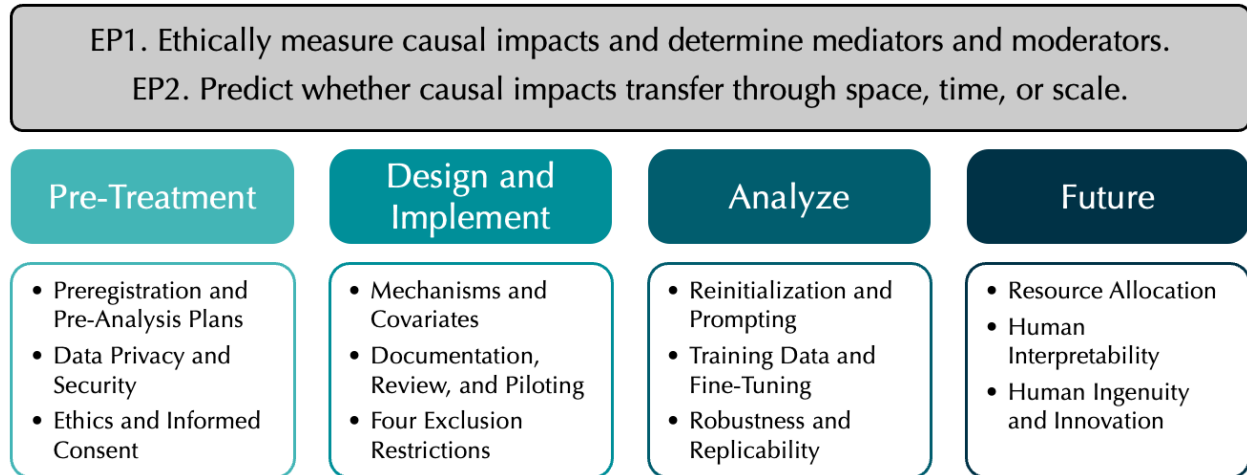 EP1. Ethically measure causal impacts and determine mediators and moderators.
EP2. Predict whether causal impacts transfer through space, time, or scale.
Pre-Treatment
• Preregistration and
Pre-Analysis Plans
• Data Privacy and
Security
• Ethics and Informed
Consent
Design and
Implement
• Mechanisms and
Covariates
• Documentation,
Review, and Piloting
• Four Exclusion
Restrictions
Analyze
• Reinitialization and
Prompting
• Training Data and
Fine-Tuning
• Robustness and
Replicability
Future
• Resource Allocation
• Human
Interpretability
• Human Ingenuity
and Innovation